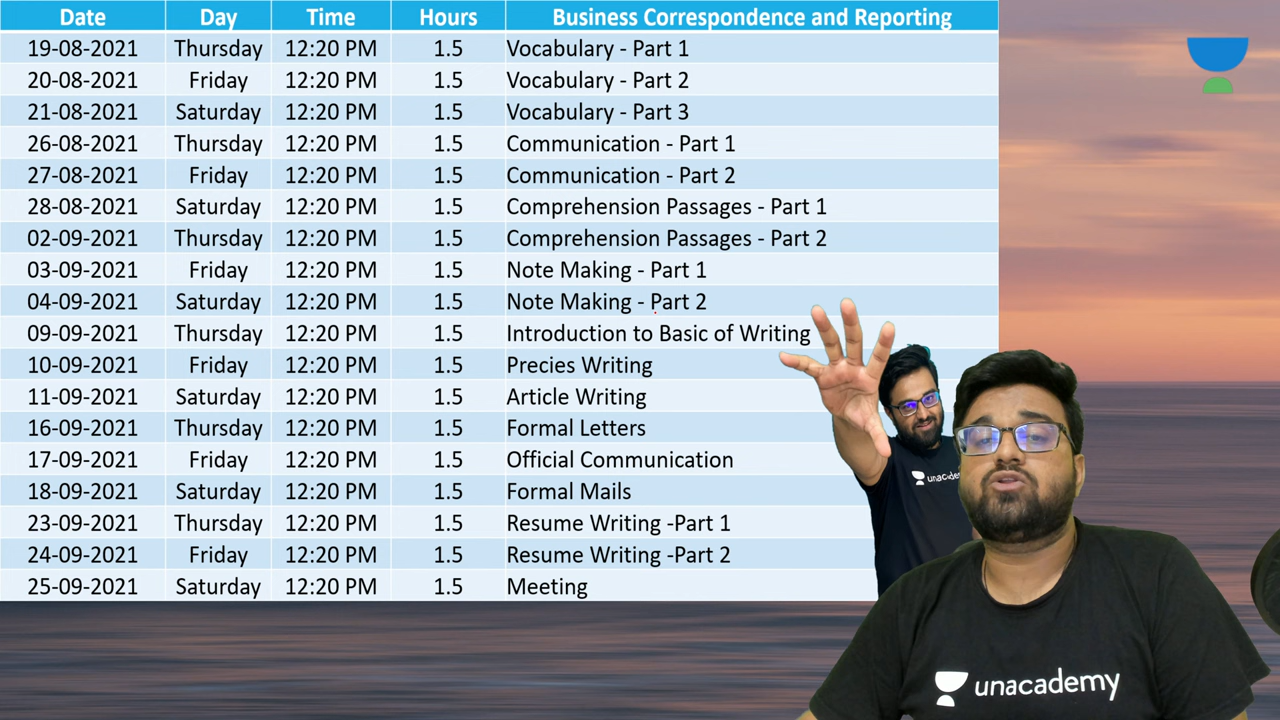 Date Day Time Hours Business Correspondence and Reporting
19-08-2021 Thursday 12:20 PM 1.5 Vocabulary - Part 1
20-08-2021 Friday 12:20 PM 1.5 Vocabulary - Part 2
21-08-2021 Saturday 12:20 PM 1.5 Vocabulary - Part 3
26-08-2021 Thursday 12:20 PM 1.5 Communication - Part 1
27-08-2021 Friday 12:20 PM 1.5 Communication - Part 2
28-08-2021 Saturday 12:20 PM 1.5 Comprehension Passages - Part 1
02-09-2021 Thursday 12:20 PM 1.5 Comprehension Passages - Part 2
03-09-2021 Friday 12:20 PM 1.5 Note Making - Part 1
04-09-2021 Saturday 12:20 PM 1.5 Note Making - Part 2
09-09-2021 Thursday 12:20 PM 1.5 Introduction to Basic of Writing
10-09-2021 Friday 12:20 PM 1.5 Precies Writing
11-09-2021 Saturday 12:20 PM 1.5 Article Writing
16-09-2021 Thursday 12:20 PM 1.5 Formal Letters
17-09-2021 Friday 12:20 PM 1.5 Official Communication
18-09-2021 Saturday 12:20 PM 1.5 Formal Mails
23-09-2021 Thursday 12:20 PM 1.5 Resume Writing -Part 1
24-09-2021 Friday 12:20 PM 1.5 Resume Writing -Part 2
25-09-2021 Saturday 12:20 PM 1.5 Meeting
unacademy